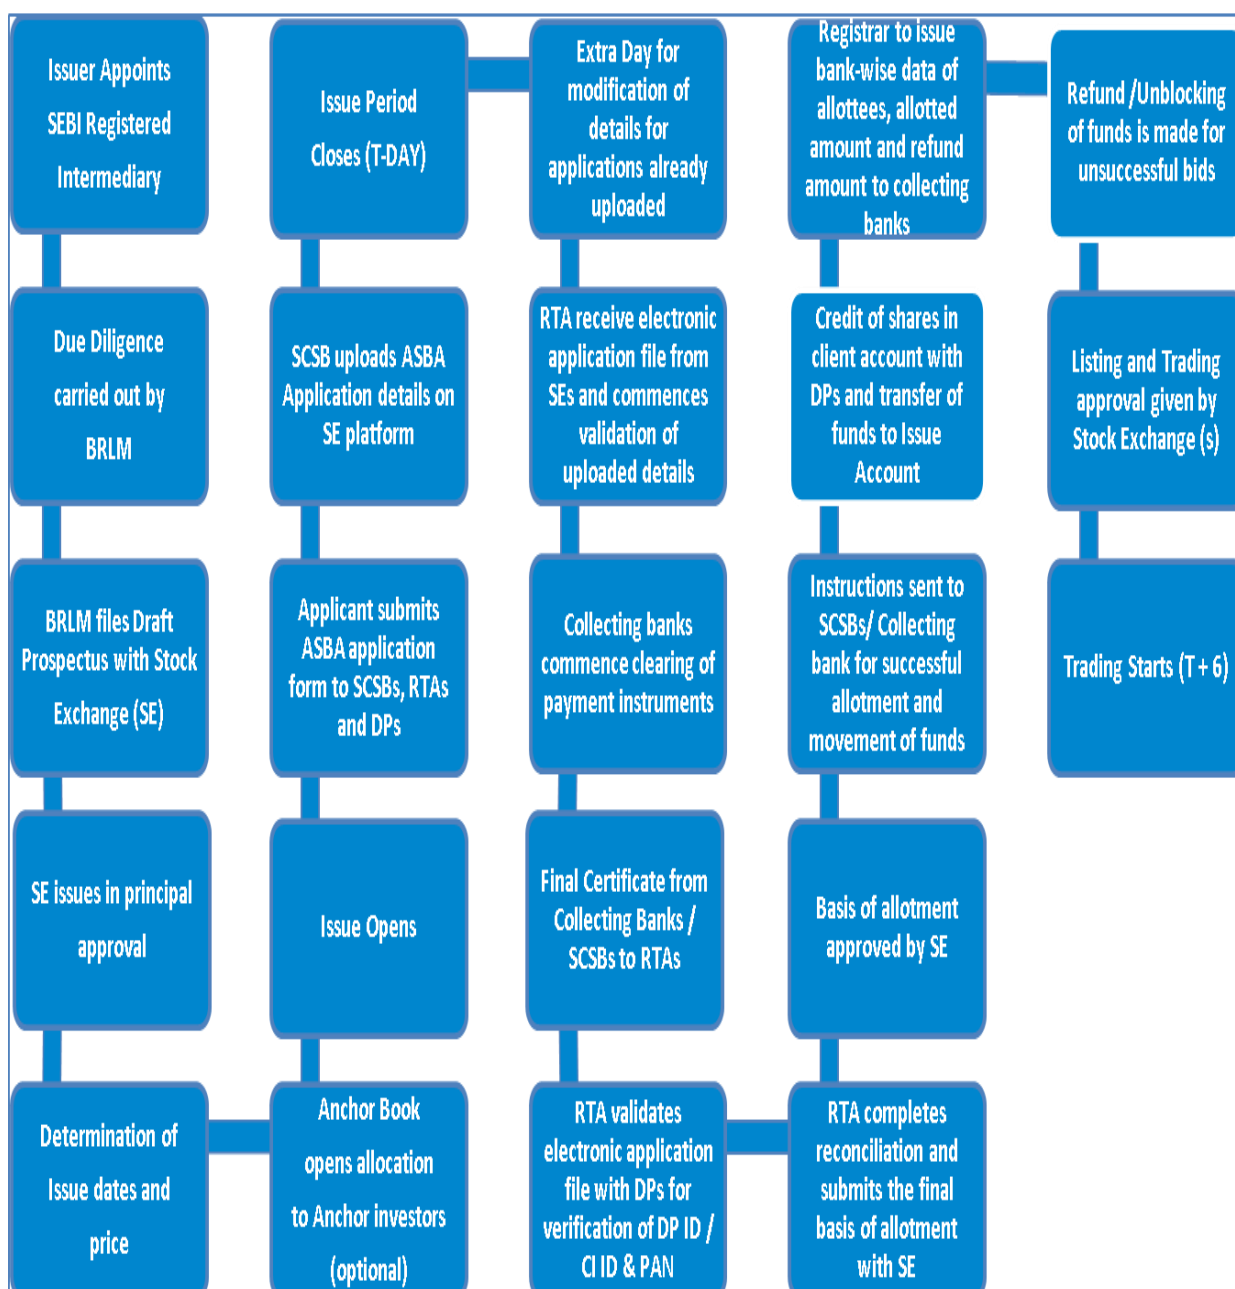 Issuer Appoints
SEBI Registered
Intermediary
Due Diligence
carried out by
BRLM
BRLM files Draft
Prospectus with Stock
Exchange (SE)
SE issues in principal
approval
Determination of
Issue dates and
price
Anchor Book
opens allocation
to Anchor investors
(optional)
Issue Opens
Applicant submits
ASBA application
form to SCSBs, RTAs
and DPs
SCSB uploads ASBA
Application details on
SE platform
Issue Period
Closes (T-DAY)
Extra Day for
modification of
details for
applications already
uploaded
RTA receive electronic
application file from
SEs and commences
validation of
uploaded details
Collecting banks
commence clearing of
payment instruments
Final Certificate from
Collecting Banks /
SCSBs to RTAs
RTA validates
electronic application
file with DPs for
verification of DP ID /
CI ID & PAN
RTA completes
reconciliation and
submits the final
basis of allotment
with SE
Basis of allotment
approved by SE
Instructions sent to
SCSBs/ Collecting
bank for successful
allotment and
movement of funds
Credit of shares in
client account with
DPs and transfer of
funds to Issue
Account
Registrar to issue
bank-wise data of
allottees, allotted
amount and refund
amount to collecting
banks
Refund /Unblocking
of funds is made for
unsuccessful bids
Listing and Trading
approval given by
Stock Exchange (s)
Trading Starts (T + 6)